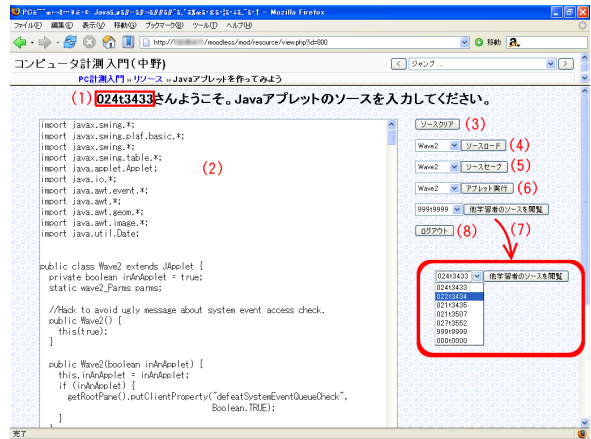 Mozilla Firefox
ファイル(F) 編集(E) 表示(V) 移動(G) ブックマーク(B) ツール(T) ヘルプ(H)
http:// /moodless/mod/resource/view.php?id=800 移動
コンピュータ計測入門(中野) ジャンプ...
PC計測入門 » リソース » Javaアプレットを作ってみよう
(1) 024t3433さんようこそ。Javaアプレットのソースを入力してください。
import javax.swing.*;
import javax.swing.plaf.basic.*;
import javax.swing.*;
import javax.swing.table.*;
import java.applet.Applet;
import java.io.*;
import java.awt.event.*;
import java.awt.*;
import java.awt.geom.*;
import java.awt.image.*;
import java.util.Date;
(2)
public class Wave2 extends JApplet {
private boolean inAnApplet = true;
static wave2_Parms parms;
//Hack to avoid ugly message about system event access check.
public Wave2() {
this(true);
}
public Wave2(boolean inAnApplet) {
this.inAnApplet = inAnApplet;
if (inAnApplet) {
getRootPane().putClientProperty("defeatSystemEventQueueCheck",
Boolean.TRUE);
}
}
ソースクリア (3)
Wave2 ソースロード (4)
Wave2 ソースセーブ (5)
Wave2 アプレット実行 (6)
999t9999 他学習者のソースを閲覧
ログアウト (8) (7)
024t3433 他学習者のソースを閲覧
024t3433
022t3434
021t3435
021t3507
027t3552
999t9999
000t0000
完了